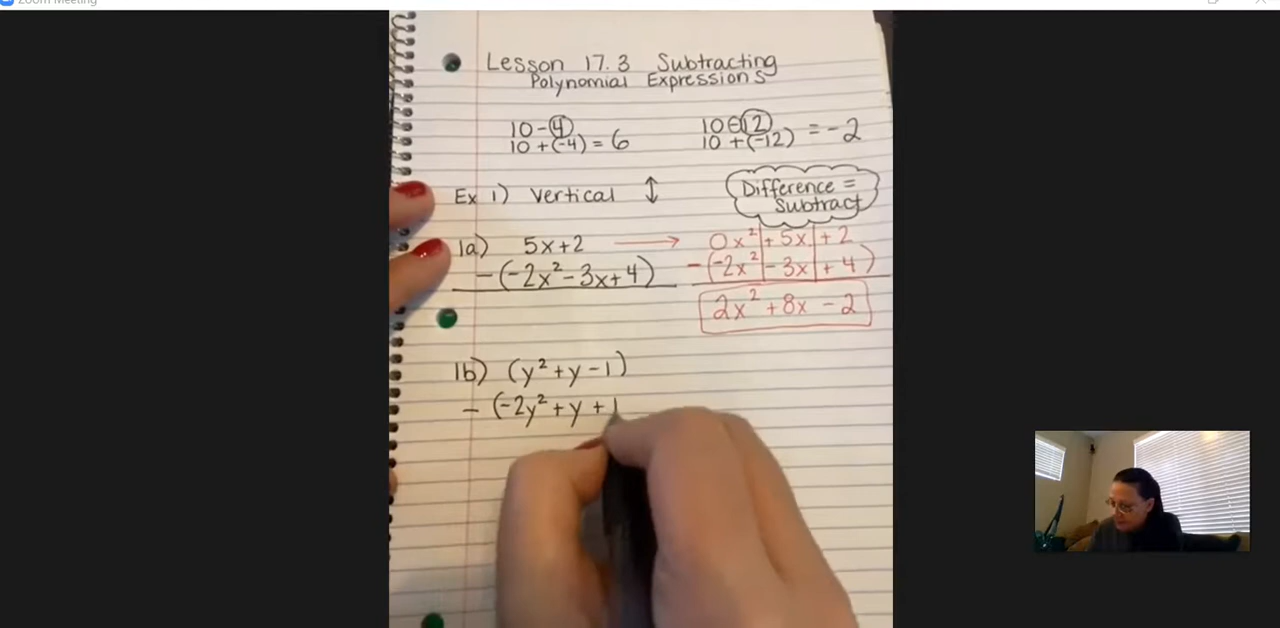 Zoom Meeting
Lesson 17.3 Subtracting
Polynomial Expressions
10-4
10+(-4)=6
10-12
10+(-12) =-2
Ex 1) Vertical ↕
Difference =
Subtract
1a) 5x+2 →
-(-2x²-3x+4)
0x²+5x+2
-(-2x²-3x+4)
2x²+8x-2
1b) (y²+y-1)
-(-2y²+y+1